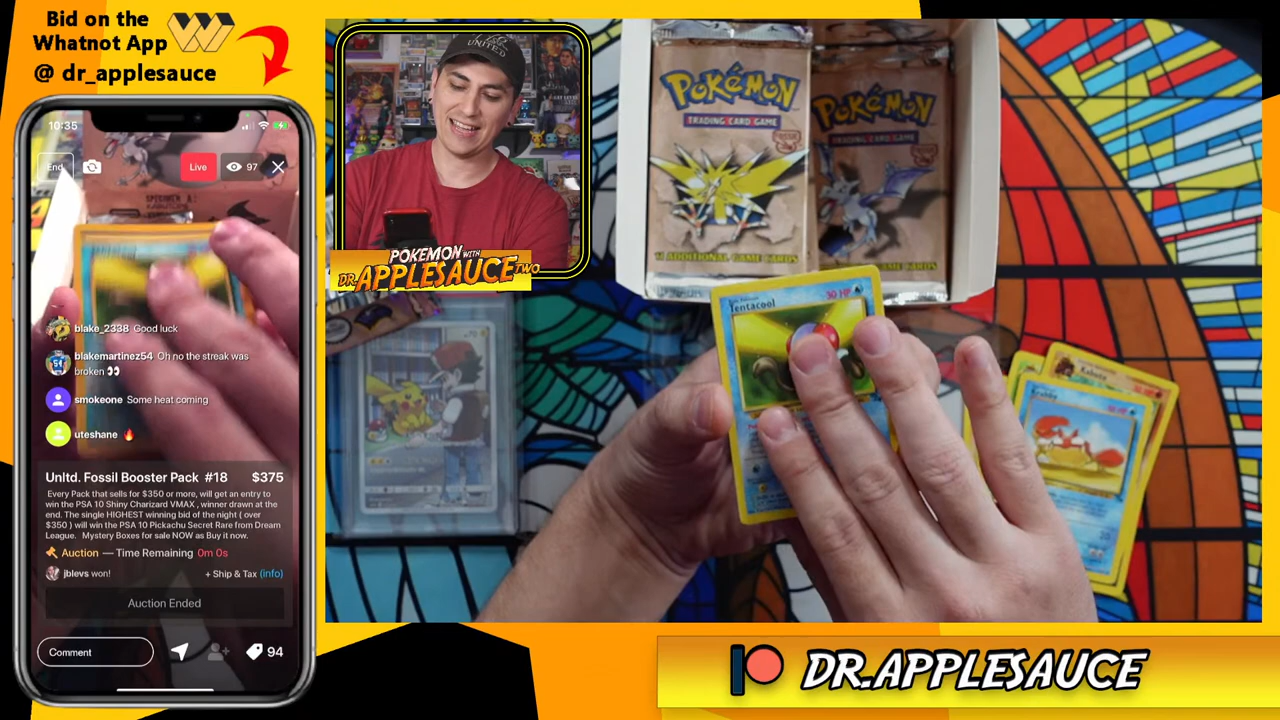 Bid on the
Whatnot App
@ dr_applesauce
10:35
End
Live
97
blake_2338 Good luck
blakemartinez54 Oh no the streak was
broken 👀
smokeone Some heat coming
uteshane 🔥
Unltd. Fossil Booster Pack #18 $375
Every Pack that sells for $350 or more, will get an entry to
win the PSA 10 Shiny Charizard VMAX , winner drawn at the
end. The single HIGHEST winning bid of the night ( over
$350 ) will win the PSA 10 Pickachu Secret Rare from Dream
League. Mystery Boxes for sale NOW as Buy it now.
Auction — Time Remaining 0m 0s
jblevs won!
+ Ship & Tax (info)
Auction Ended
Comment
94
UNITED
POKEMON WITH
DR. APPLESAUCE TWO
POKéMON
TRADING CARD GAME
11 ADDITIONAL GAME CARDS
POKéMON
TRADING CARD GAME
CARDS
Tentacool
30 HP
Kabuto
Krabby
DR.APPLESAUCE